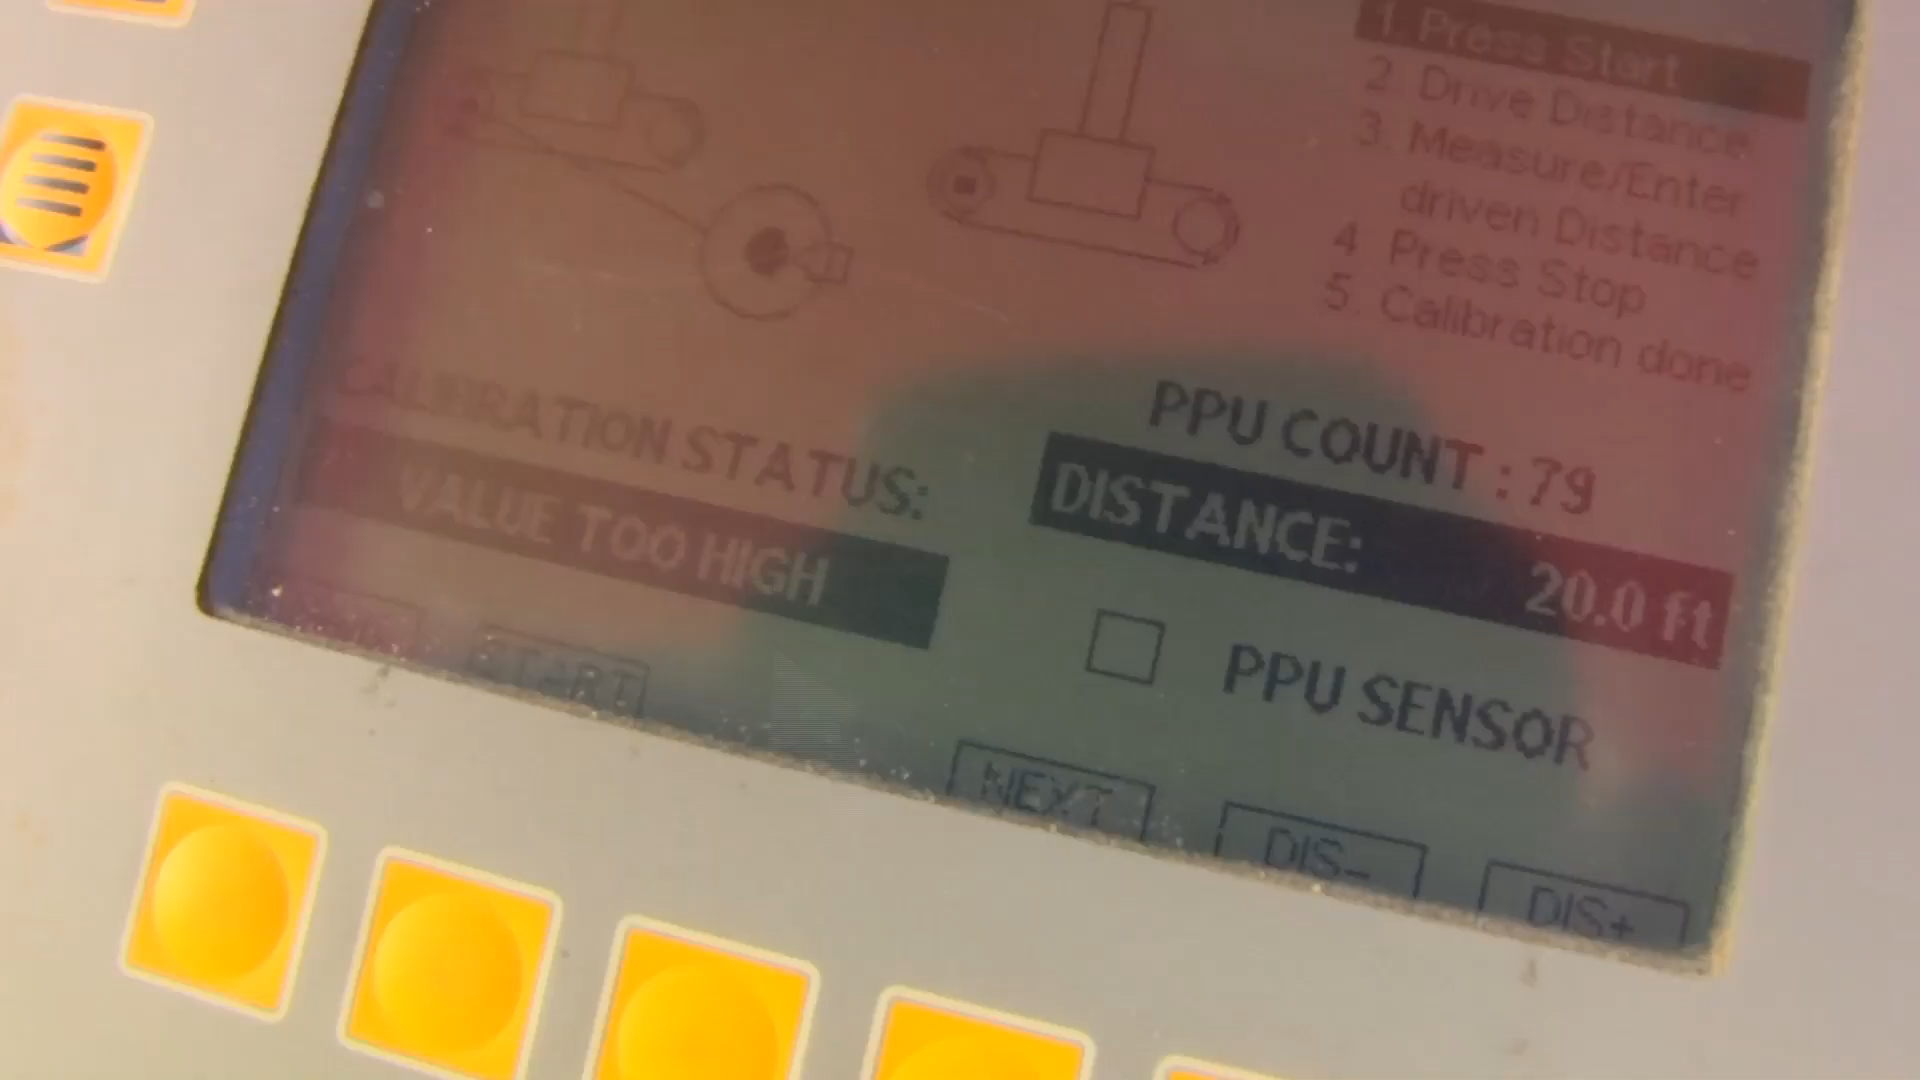 1. Press Start
2. Drive Distance
3. Measure/Enter
driven Distance
4 Press Stop
5. Calibration done
PPU COUNT : 79
CALIBRATION STATUS:
VALUE TOO HIGH
DISTANCE: 20.0 ft
PPU SENSOR
START
NEXT
DIS-
DIS+